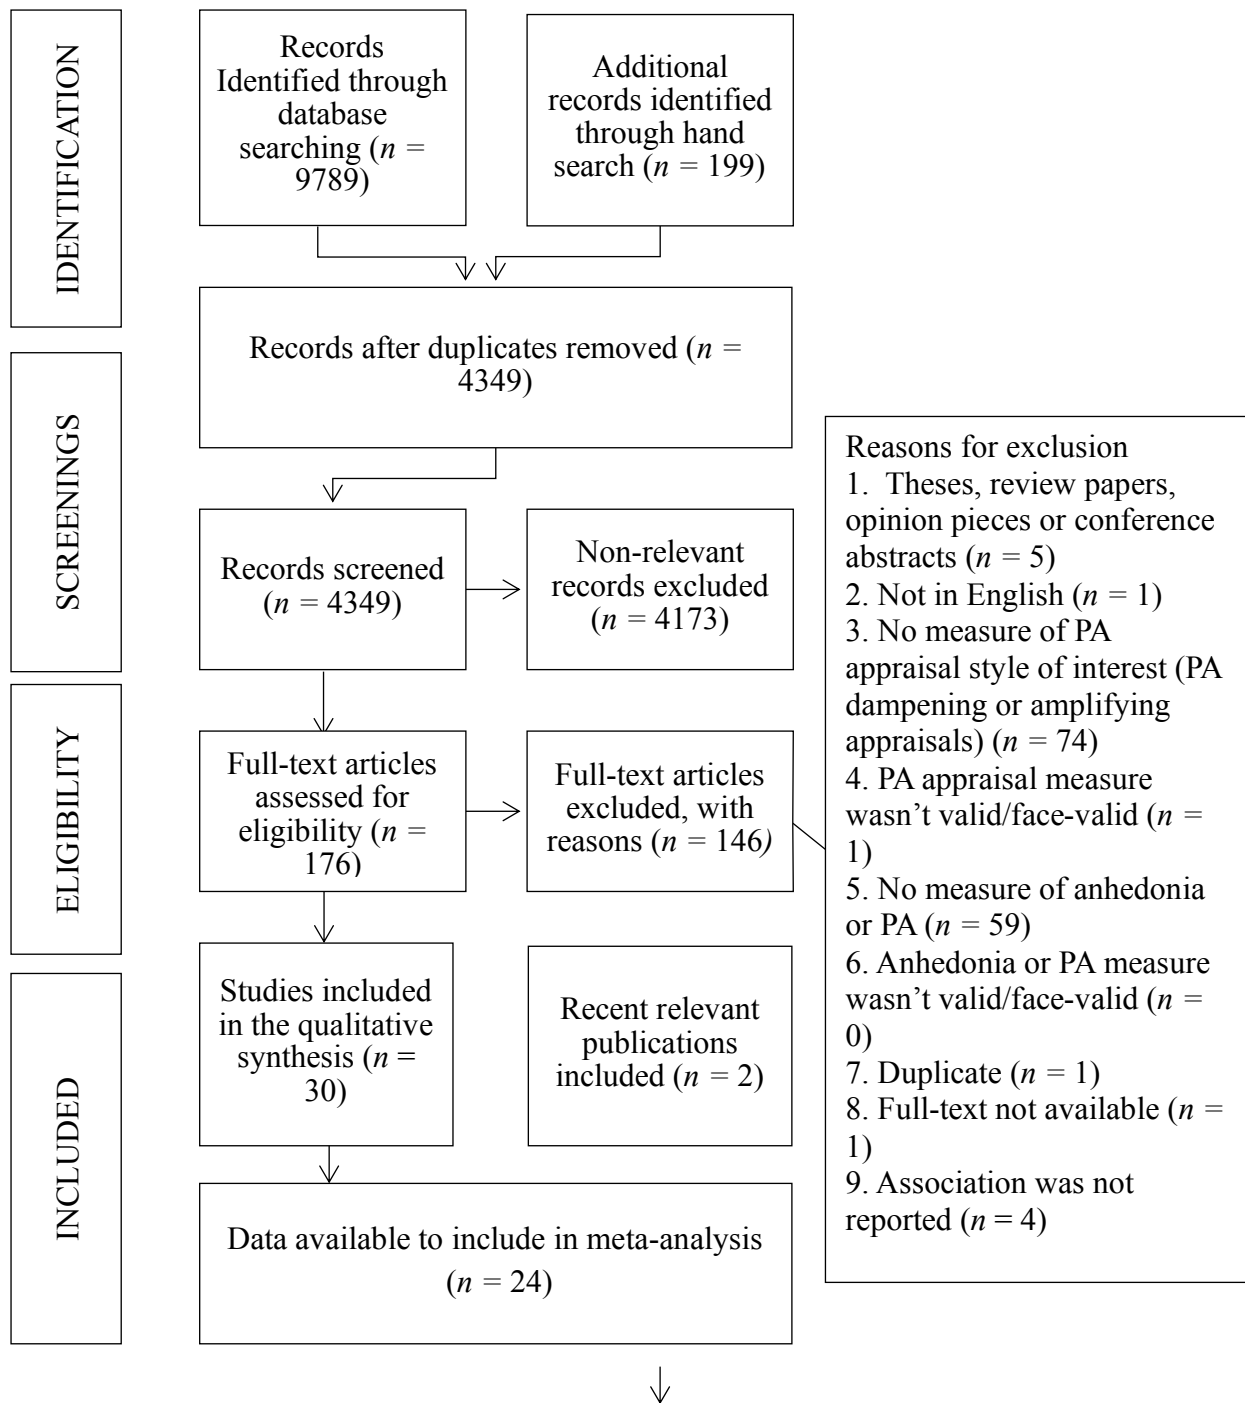 IDENTIFICATION
Records
Identified through
database
searching (n =
9789)
Additional
records identified
through hand
search (n = 199)
Records after duplicates removed (n =
4349)
SCREENINGS
Records screened
(n = 4349)
Non-relevant
records excluded
(n = 4173)
ELIGIBILITY
Full-text articles
assessed for
eligibility (n =
176)
Full-text articles
excluded, with
reasons (n = 146)
Reasons for exclusion
1. Theses, review papers,
opinion pieces or conference
abstracts (n = 5)
2. Not in English (n = 1)
3. No measure of PA
appraisal style of interest (PA
dampening or amplifying
appraisals) (n = 74)
4. PA appraisal measure
wasn’t valid/face-valid (n =
1)
5. No measure of anhedonia
or PA (n = 59)
6. Anhedonia or PA measure
wasn’t valid/face-valid (n =
0)
7. Duplicate (n = 1)
8. Full-text not available (n =
1)
9. Association was not
reported (n = 4)
INCLUDED
Studies included
in the qualitative
synthesis (n =
30)
Recent relevant
publications
included (n = 2)
Data available to include in meta-analysis
(n = 24)